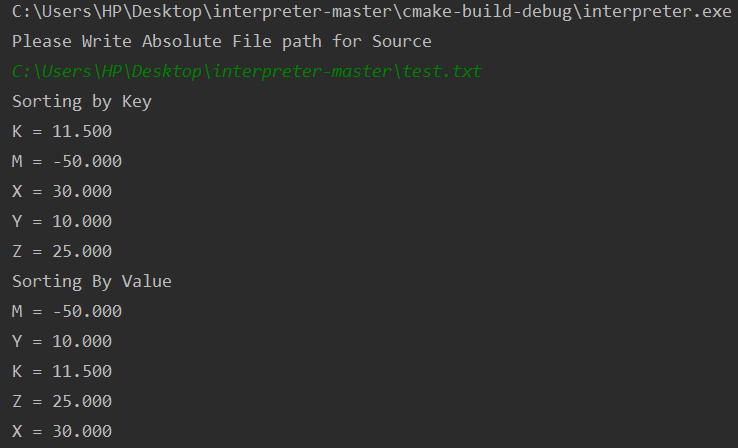 C:\Users\HP\Desktop\interpreter-master\cmake-build-debug\interpreter.exe
Please Write Absolute File path for Source
C:\Users\HP\Desktop\interpreter-master\test.txt
Sorting by Key
K = 11.500
M = -50.000
X = 30.000
Y = 10.000
Z = 25.000
Sorting By Value
M = -50.000
Y = 10.000
K = 11.500
Z = 25.000
X = 30.000